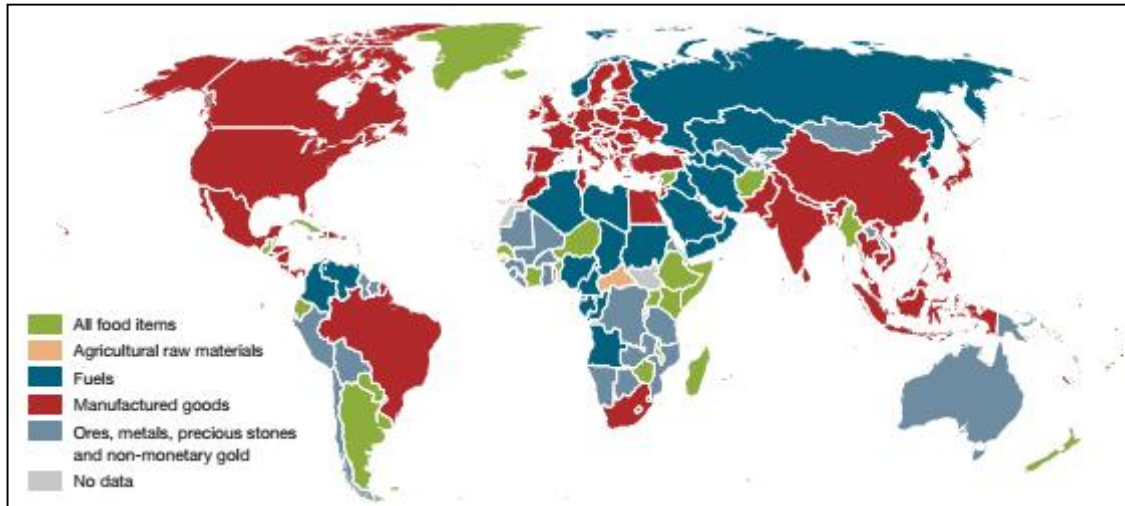 All food items
Agricultural raw materials
Fuels
Manufactured goods
Ores, metals, precious stones
and non-monetary gold
No data